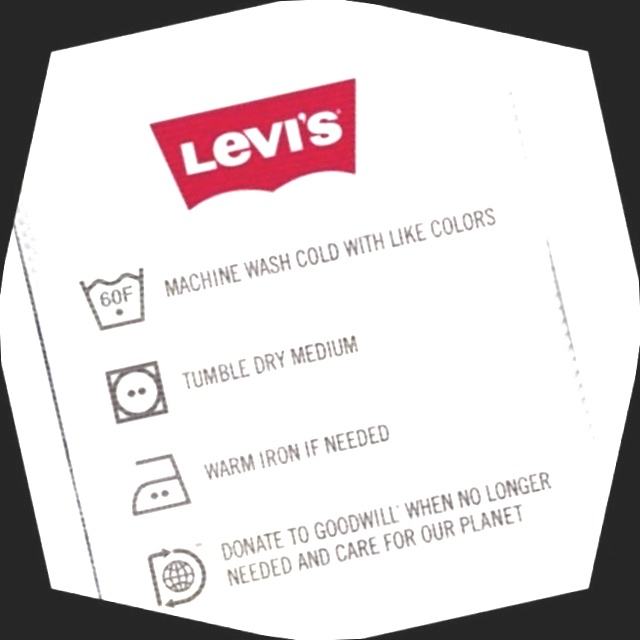 LEVI'S
60F MACHINE WASH COLD WITH LIKE COLORS
TUMBLE DRY MEDIUM
WARM IRON IF NEEDED
DONATE TO GOODWILL WHEN NO LONGER
NEEDED AND CARE FOR OUR PLANET